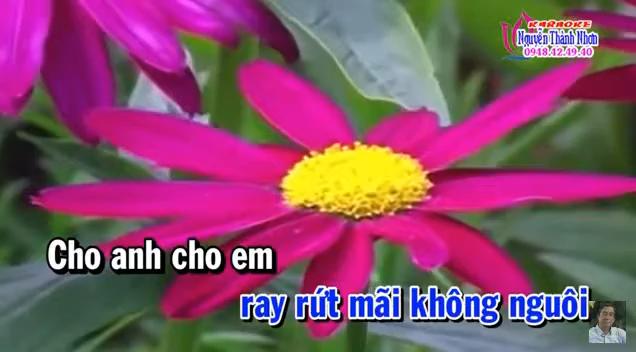 KARAOKE
Nguyễn Thành Nhơn
0948.42.49.40
Cho anh cho em
ray rứt mãi không nguôi